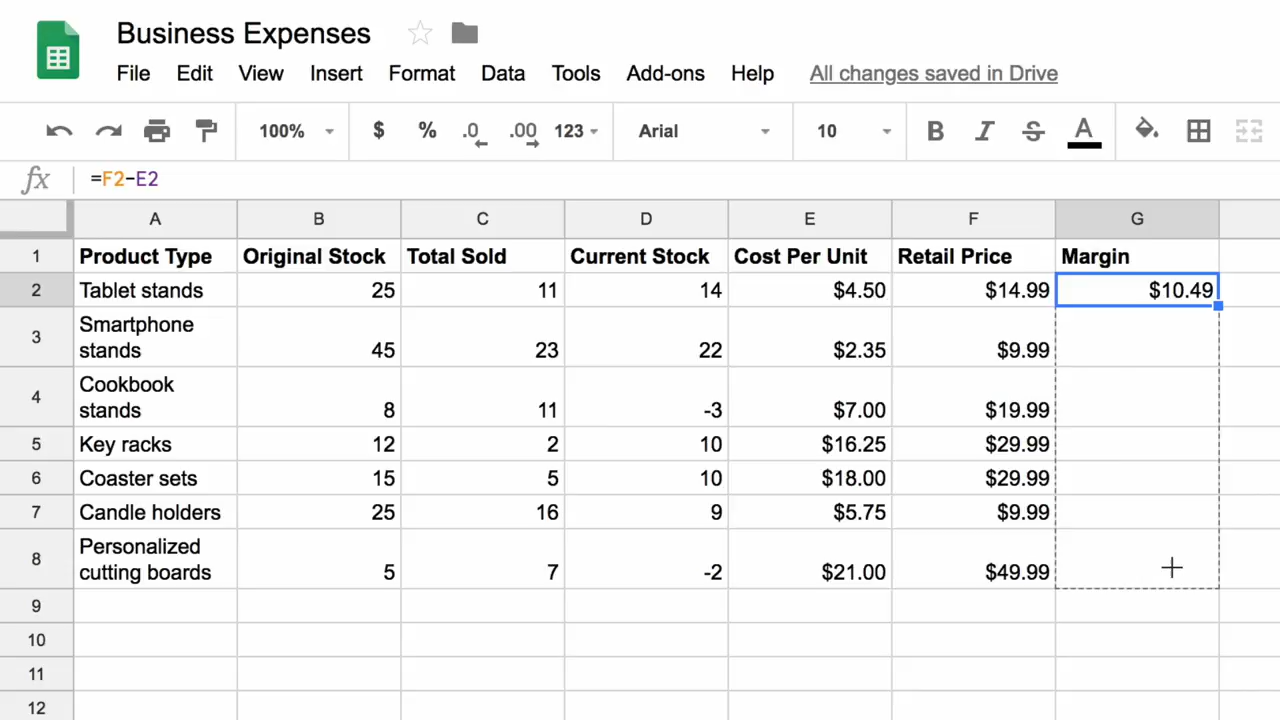 Business Expenses
File Edit View Insert Format Data Tools Add-ons Help All changes saved in Drive
100% $ % .0 .00 123 Arial 10 B I S A
fx =F2-E2
A B C D E F G
1 Product Type Original Stock Total Sold Current Stock Cost Per Unit Retail Price Margin
2 Tablet stands 25 11 14 $4.50 $14.99 $10.49
Smartphone
3 stands 45 23 22 $2.35 $9.99
Cookbook
4 stands 8 11 -3 $7.00 $19.99
5 Key racks 12 2 10 $16.25 $29.99
6 Coaster sets 15 5 10 $18.00 $29.99
7 Candle holders 25 16 9 $5.75 $9.99
Personalized
8 cutting boards 5 7 -2 $21.00 $49.99
9
10
11
12